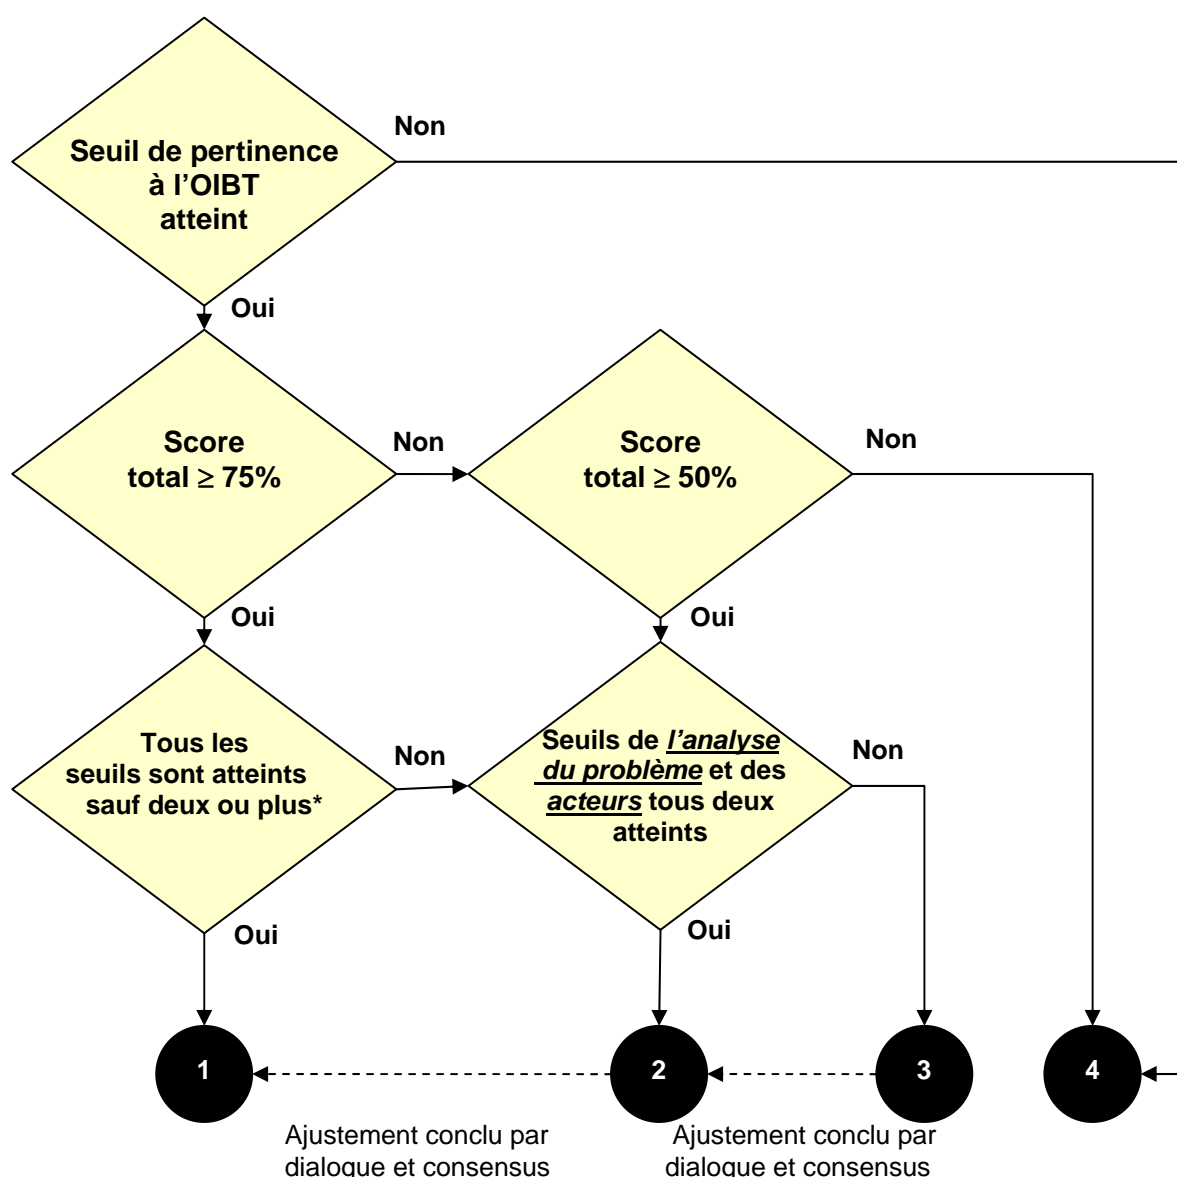 Non
Seuil de pertinence
à l'OIBT
atteint
Oui
Score
total ≥ 75%
Non
Score
total ≥ 50%
Non
Oui
Oui
Tous les
seuils sont atteints
sauf deux ou plus*
Non
Seuils de l'analyse
du problème et des
acteurs tous deux
atteints
Non
Oui
Oui
1
2
3
4
Ajustement conclu par
dialogue et consensus
Ajustement conclu par
dialogue et consensus